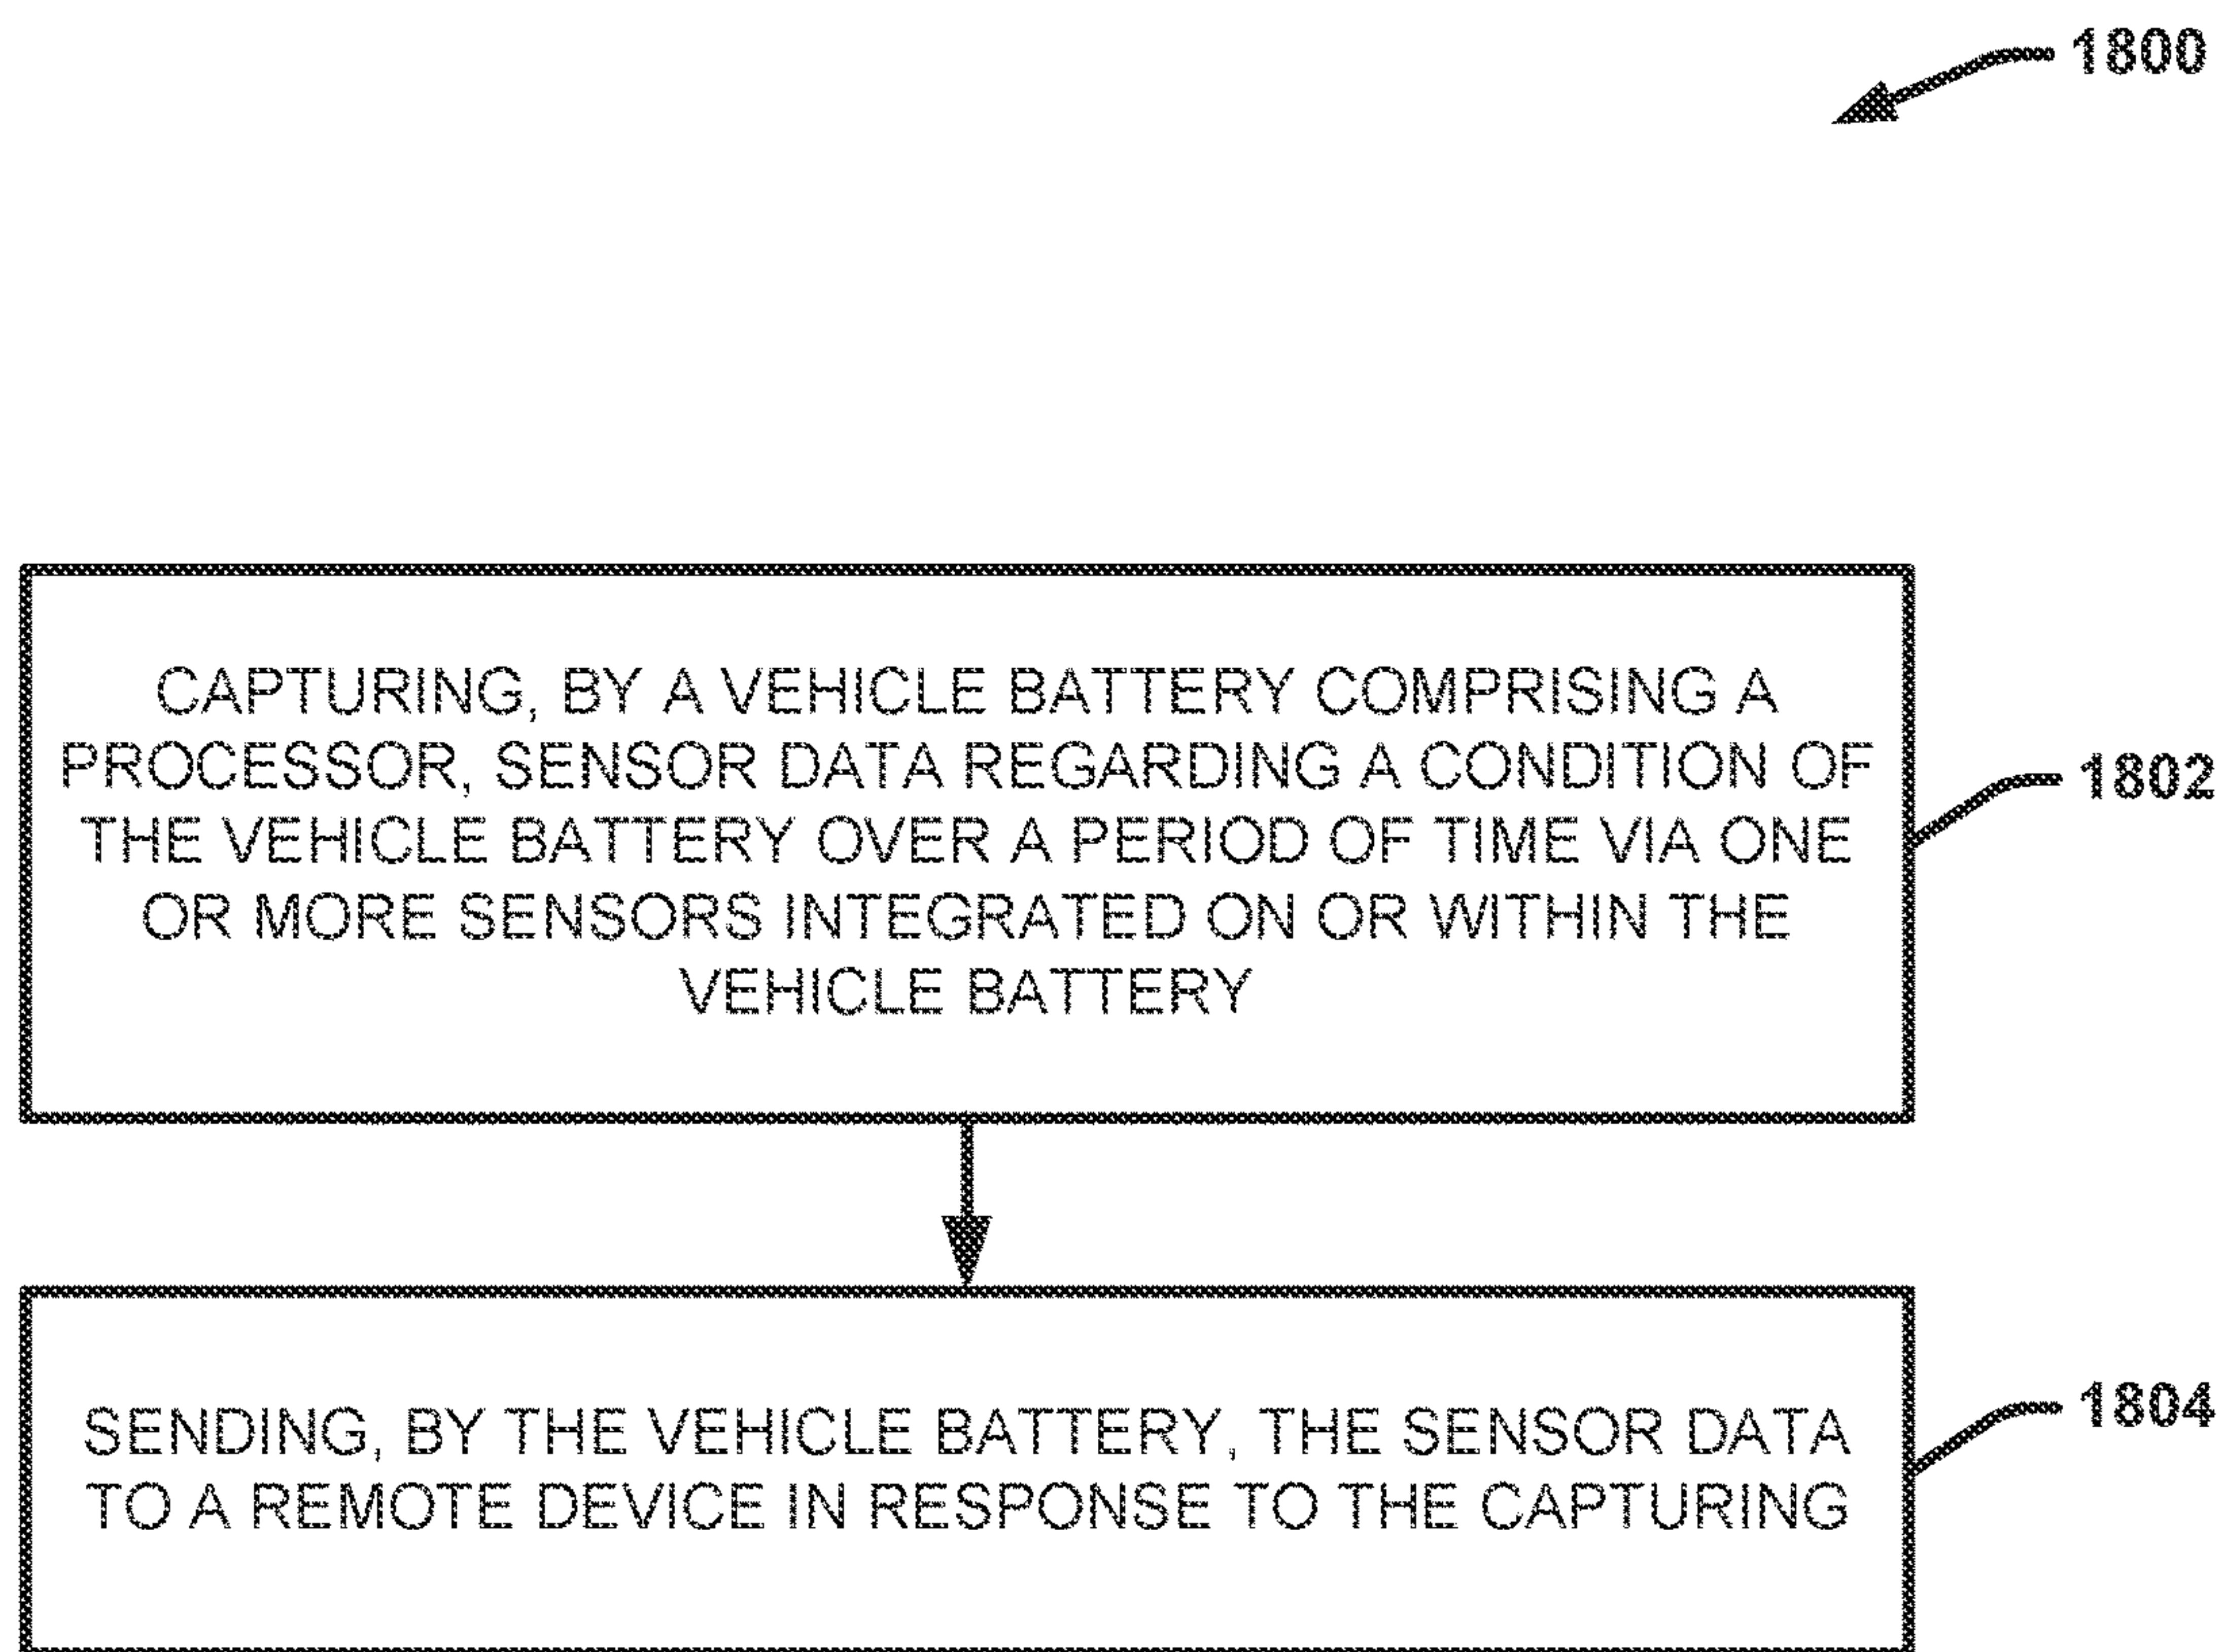 1800
CAPTURING, BY A VEHICLE BATTERY COMPRISING A
PROCESSOR, SENSOR DATA REGARDING A CONDITION OF
THE VEHICLE BATTERY OVER A PERIOD OF TIME VIA ONE
OR MORE SENSORS INTEGRATED ON OR WITHIN THE
VEHICLE BATTERY
1802
SENDING, BY THE VEHICLE BATTERY, THE SENSOR DATA
TO A REMOTE DEVICE IN RESPONSE TO THE CAPTURING
1804